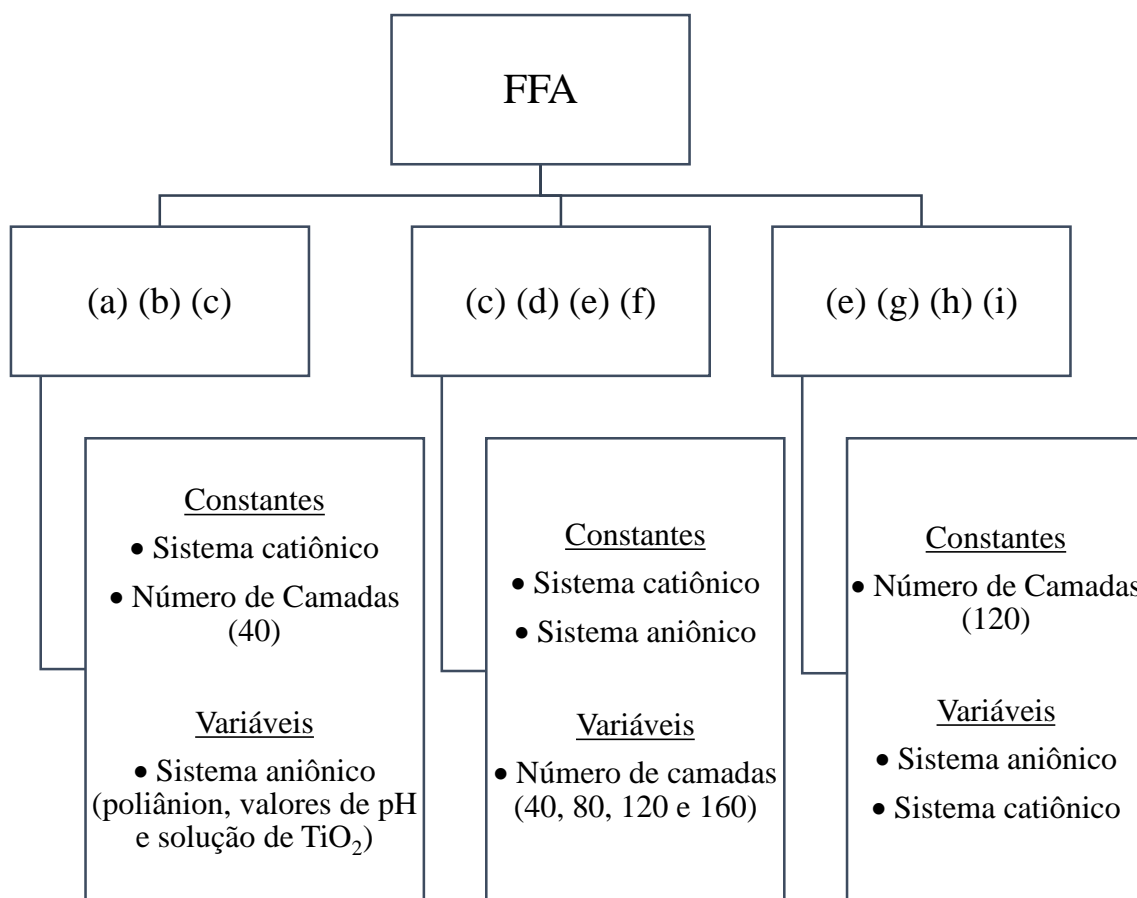 FFA
(a) (b) (c)
(c) (d) (e) (f)
(e) (g) (h) (i)
Constantes
• Sistema catiônico
• Número de Camadas
(40)
Variáveis
• Sistema aniônico
(poliânion, valores de pH
e solução de TiO₂)
Constantes
• Sistema catiônico
• Sistema aniônico
Variáveis
• Número de camadas
(40, 80, 120 e 160)
Constantes
• Número de Camadas
(120)
Variáveis
• Sistema aniônico
• Sistema catiônico